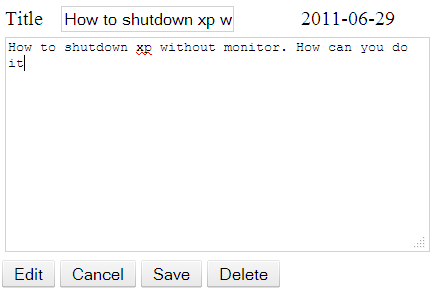 Title How to shutdown xp w 2011-06-29
How to shutdown xp without monitor. How can you do
it
Edit Cancel Save Delete